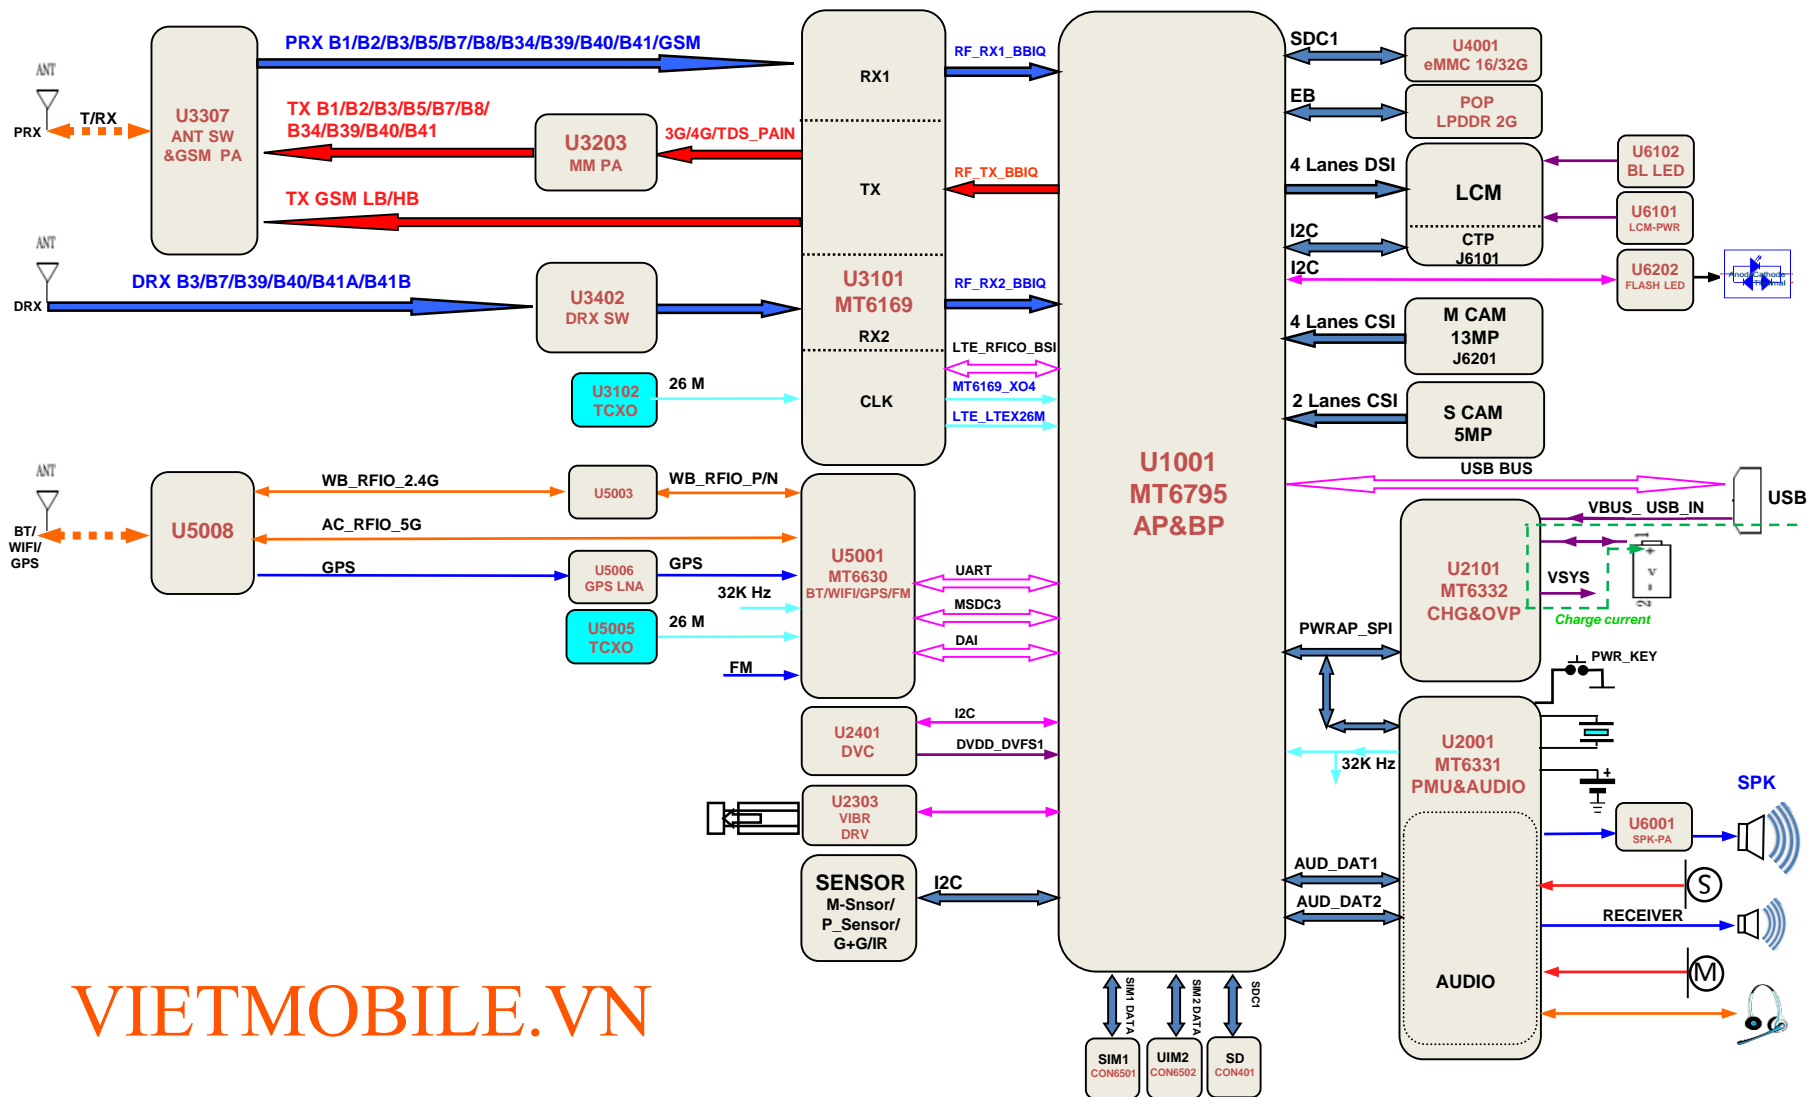 PRX B1/B2/B3/B5/B7/B8/B34/B39/B40/B41/GSM
ANT
T/RX
PRX
U3307
ANT SW
&GSM PA
TX B1/B2/B3/B5/B7/B8/
B34/B39/B40/B41
U3203
MM PA
3G/4G/TDS_PAIN
TX GSM LB/HB
ANT
DRX
DRX B3/B7/B39/B40/B41A/B41B
U3402
DRX SW
RX1
TX
U3101
MT6169
RX2
CLK
RF_RX1_BBIQ
RF_TX_BBIQ
RF_RX2_BBIQ
LTE_RFICO_BSI
MT6169_XO4
LTE_LTEX26M
U3102
TCXO
26 M
ANT
BT/
WIFI/
GPS
U5008
WB_RFIO_2.4G
U5003
WB_RFIO_P/N
AC_RFIO_5G
GPS
U5006
GPS LNA
GPS
32K Hz
U5005
TCXO
26 M
FM
U5001
MT6630
BT/WIFI/GPS/FM
UART
MSDC3
DAI
U2401
DVC
I2C
DVDD_DVFS1
U2303
VIBR
DRV
SENSOR
M-Snsor/
P_Sensor/
G+G/IR
I2C
U1001
MT6795
AP&BP
SIM1 DATA
SIM2 DATA
SDC1
SIM1
CON6501
UIM2
CON6502
SD
CON401
SDC1
U4001
eMMC 16/32G
EB
POP
LPDDR 2G
4 Lanes DSI
LCM
I2C
CTP
J6101
U6102
BL LED
U6101
LCM-PWR
I2C
U6202
FLASH LED
4 Lanes CSI
M CAM
13MP
J6201
2 Lanes CSI
S CAM
5MP
USB BUS
USB
VBUS_ USB_IN
U2101
MT6332
CHG&OVP
VSYS
1
+
v
-
2
Charge current
PWRAP_SPI
PWR_KEY
U2001
MT6331
PMU&AUDIO
32K Hz
+
SPK
U6001
SPK-PA
AUD_DAT1
AUD_DAT2
S
RECEIVER
M
AUDIO
VIETMOBILE.VN